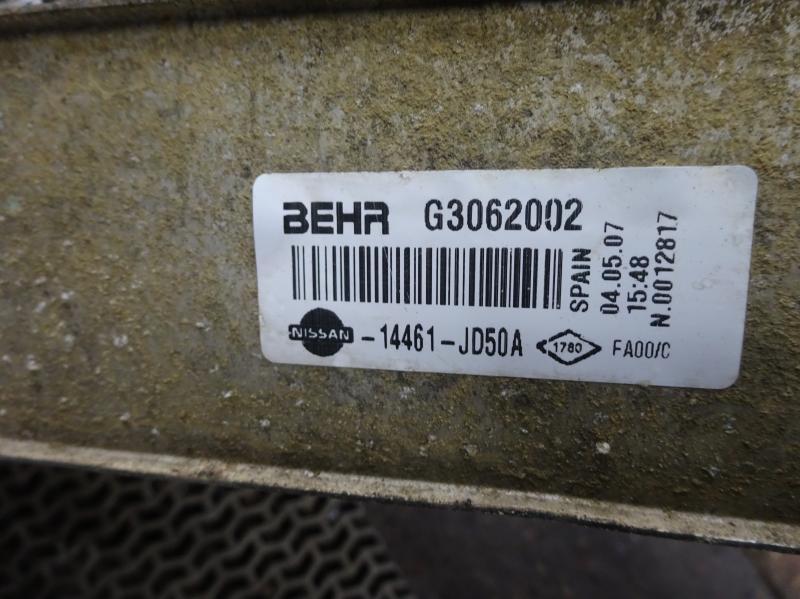 BEHR G3062002
NISSAN -14461-JD50A 1780 FA00/C
SPAIN
04.05.07
15:48
N.0012817